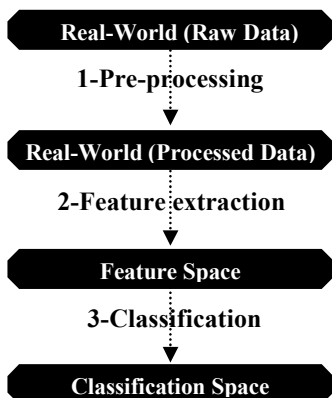 Real-World (Raw Data)
1-Pre-processing
Real-World (Processed Data)
2-Feature extraction
Feature Space
3-Classification
Classification Space